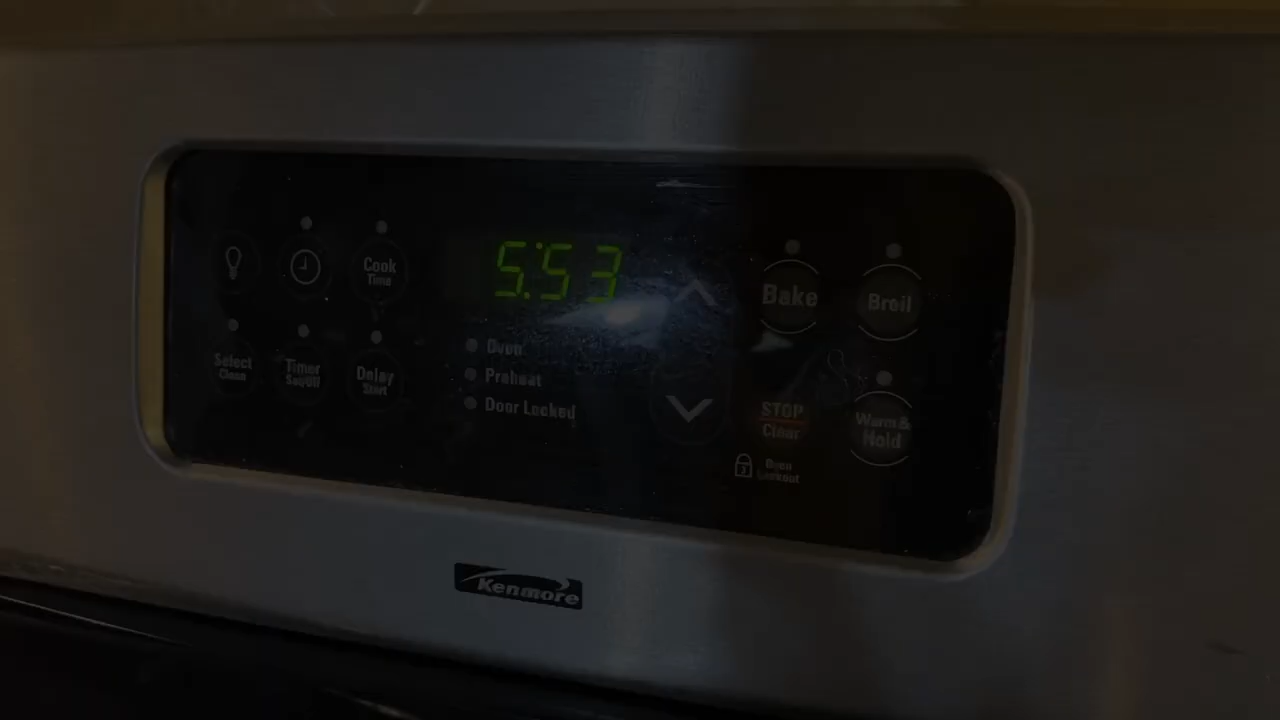 5:53
Cook
Time
Bake
Broil
Select
Clean
Timer
Set/Off
Delay
Start
Oven
Preheat
Door Locked
STOP
Clear
Warm &
Hold
Oven
Lockout
Kenmore